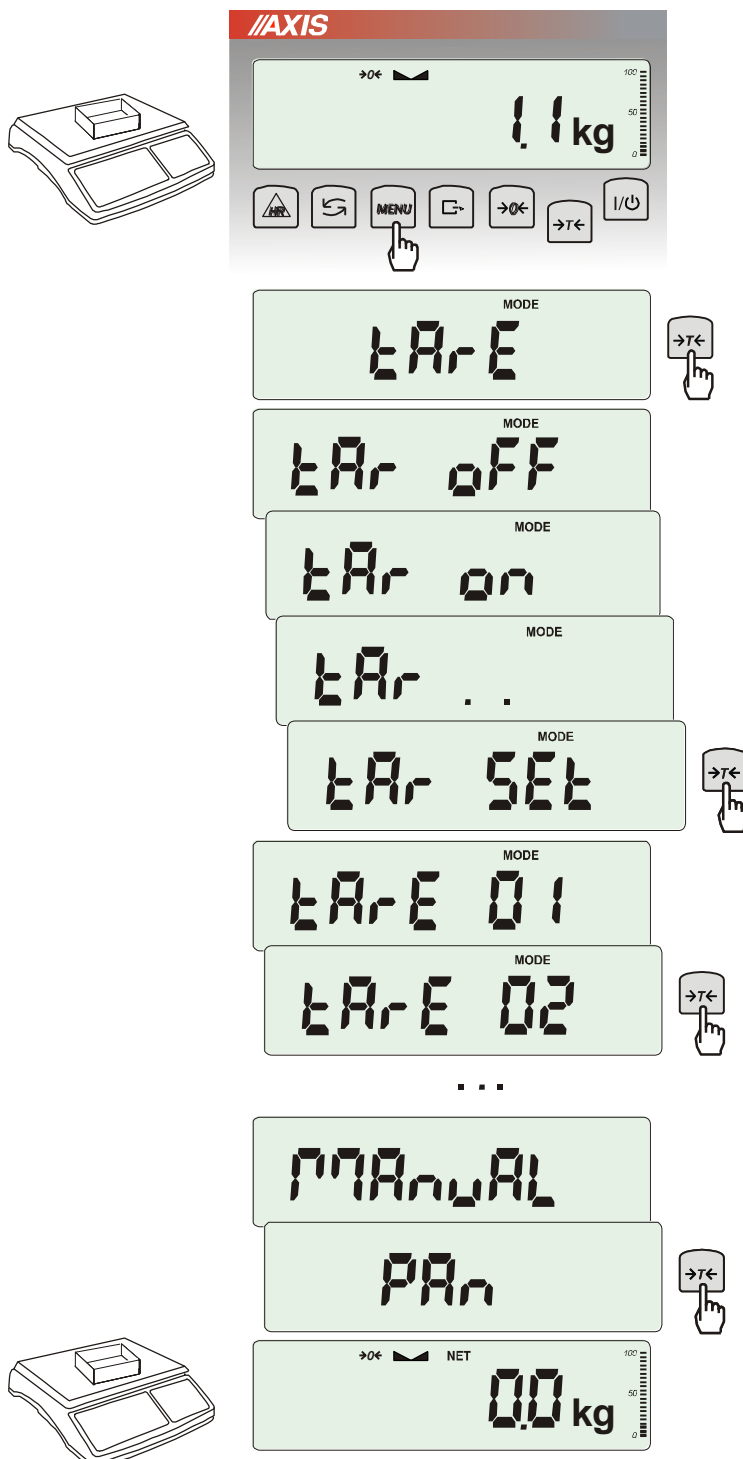 //AXIS
→0← 100
50
1.1 kg
0
HR MENU →0← →T← I/⏻
MODE
tArE
→T←
MODE
tAr oFF
MODE
tAr on
MODE
tAr . .
MODE
tAr SEt
→T←
MODE
tArE 01
MODE
tArE 02
→T←
...
MAnuAL
PAn
→T←
→0← NET 100
50
0.0 kg
0